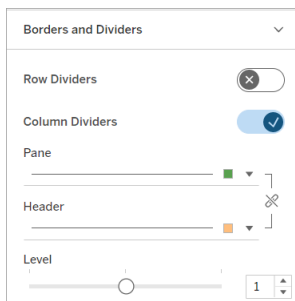 Borders and Dividers
Row Dividers
Column Dividers
Pane
Header
Level
1